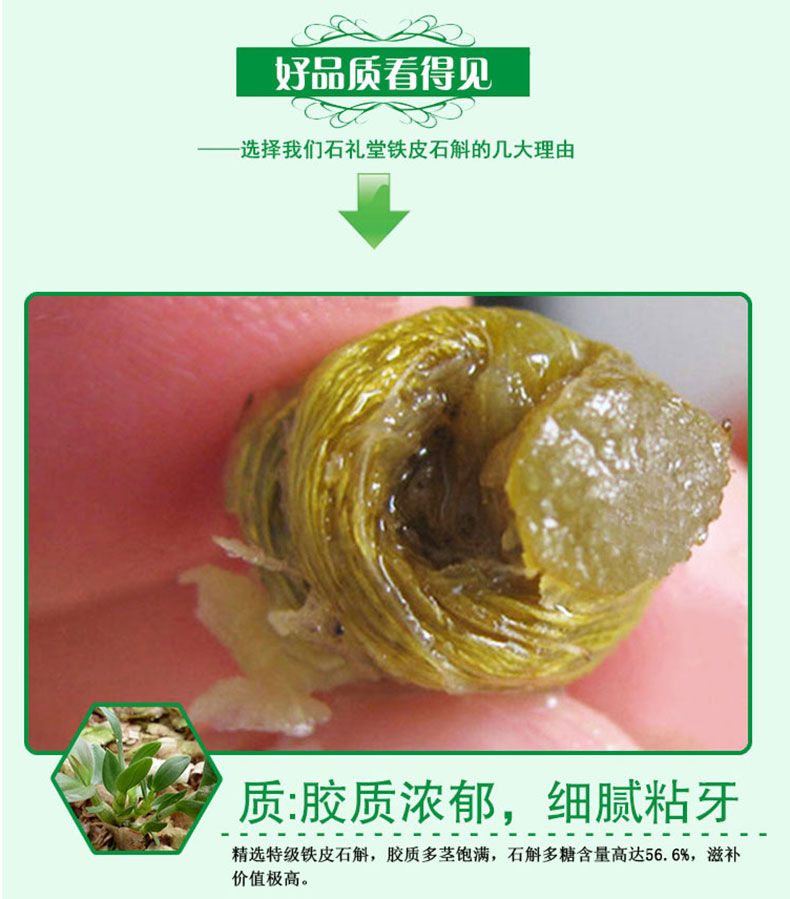 好品质看得见
——选择我们石礼堂铁皮石斛的几大理由
质:胶质浓郁，细腻粘牙
精选特级铁皮石斛，胶质多茎饱满，石斛多糖含量高达56.6%，滋补
价值极高。